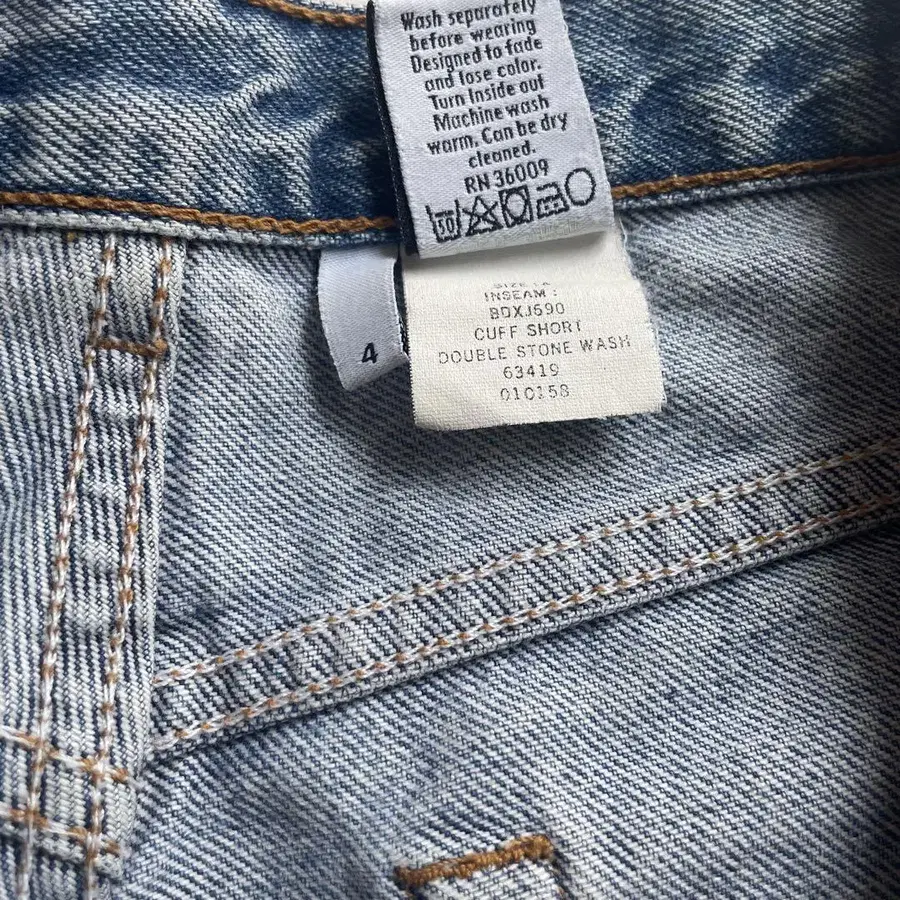 Wash separately
before wearing
Designed to fade
and lose color.
Turn Inside out
Machine wash
warm. Can be dry
cleaned.
RN 36009
30
4
INSEAM :
BDXJ690
CUFF SHORT
DOUBLE STONE WASH
63419
010158